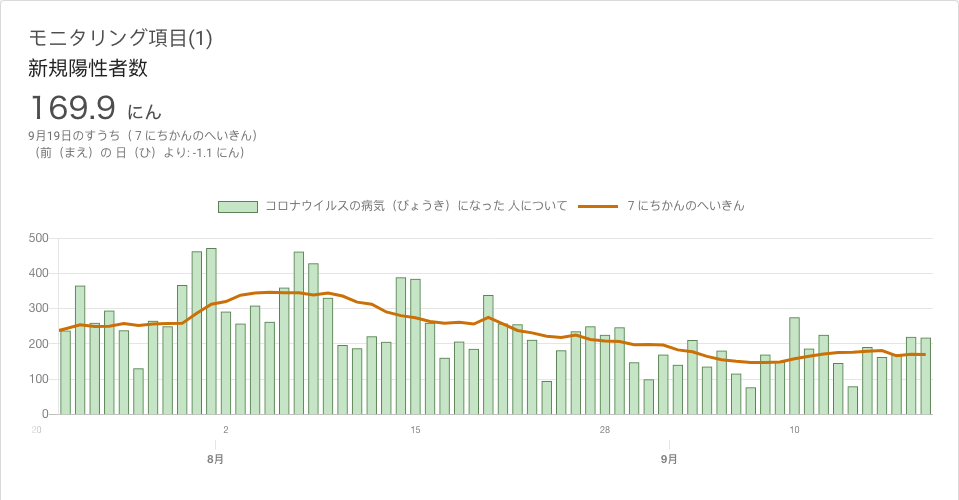 モニタリング項目(1)
新規陽性者数
169.9 にん
9月19日のすうち（７にちかんのへいきん）
（前（まえ）の 日（ひ）より: -1.1 にん）
コロナウイルスの病気（びょうき）になった 人について ７にちかんのへいきん
500
400
300
200
100
0
20 2 15 28 10
8月 9月